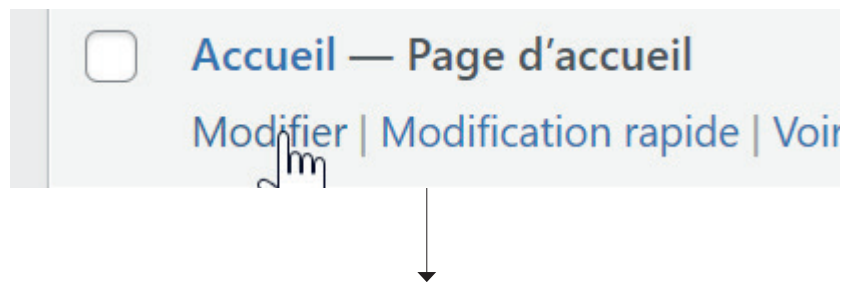 Accueil — Page d’accueil
Modifier | Modification rapide | Voir